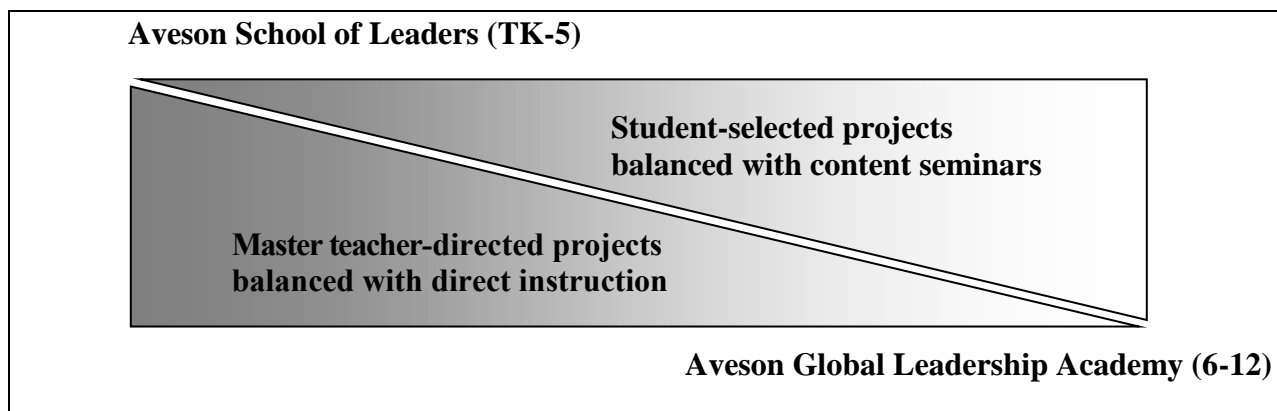 Aveson School of Leaders (TK-5)
Student-selected projects
balanced with content seminars
Master teacher-directed projects
balanced with direct instruction
Aveson Global Leadership Academy (6-12)